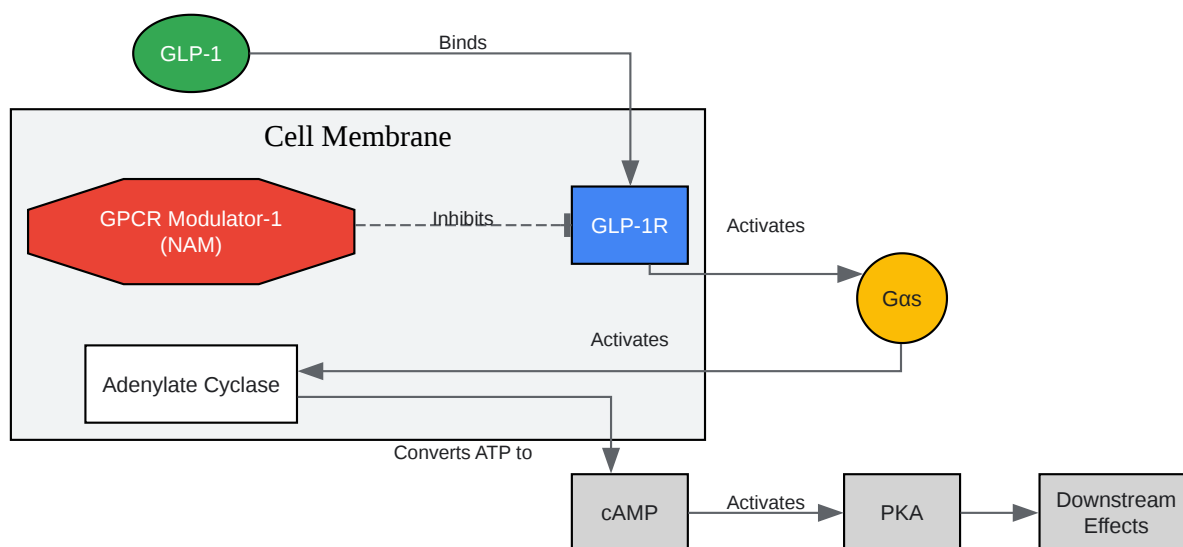 GLP-1
Binds
Cell Membrane
GPCR Modulator-1
(NAM)
Inhibits
GLP-1R
Activates
Gαs
Activates
Adenylate Cyclase
Converts ATP to
cAMP
Activates
PKA
Downstream
Effects